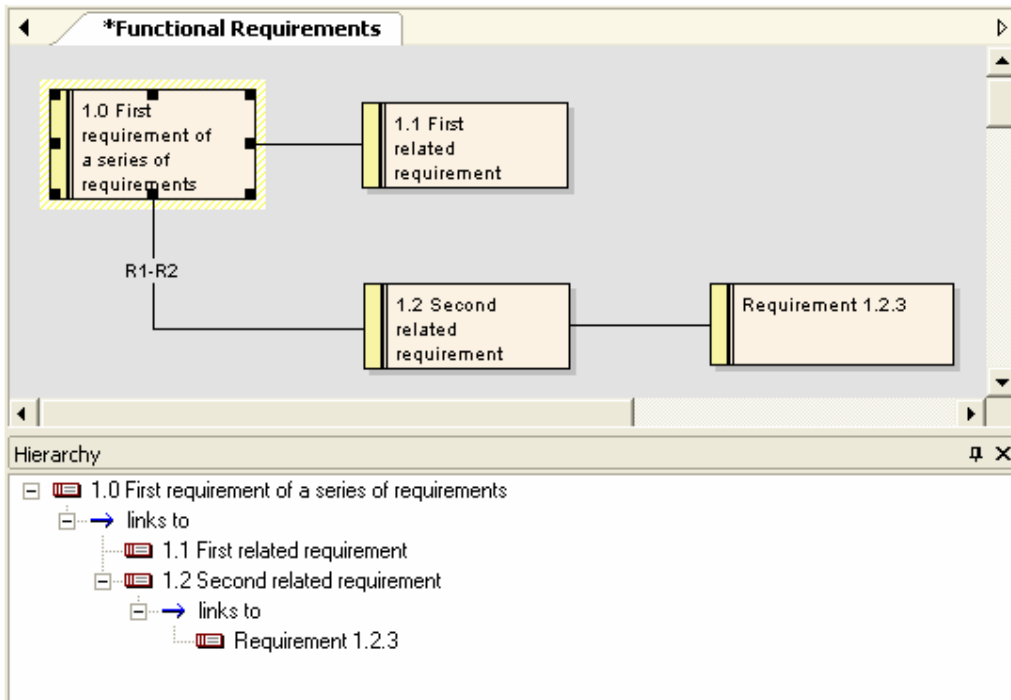 *Functional Requirements
1.0 First
requirement of
a series of
requirements
1.1 First
related
requirement
R1-R2
1.2 Second
related
requirement
Requirement 1.2.3
Hierarchy
1.0 First requirement of a series of requirements
links to
1.1 First related requirement
1.2 Second related requirement
links to
Requirement 1.2.3